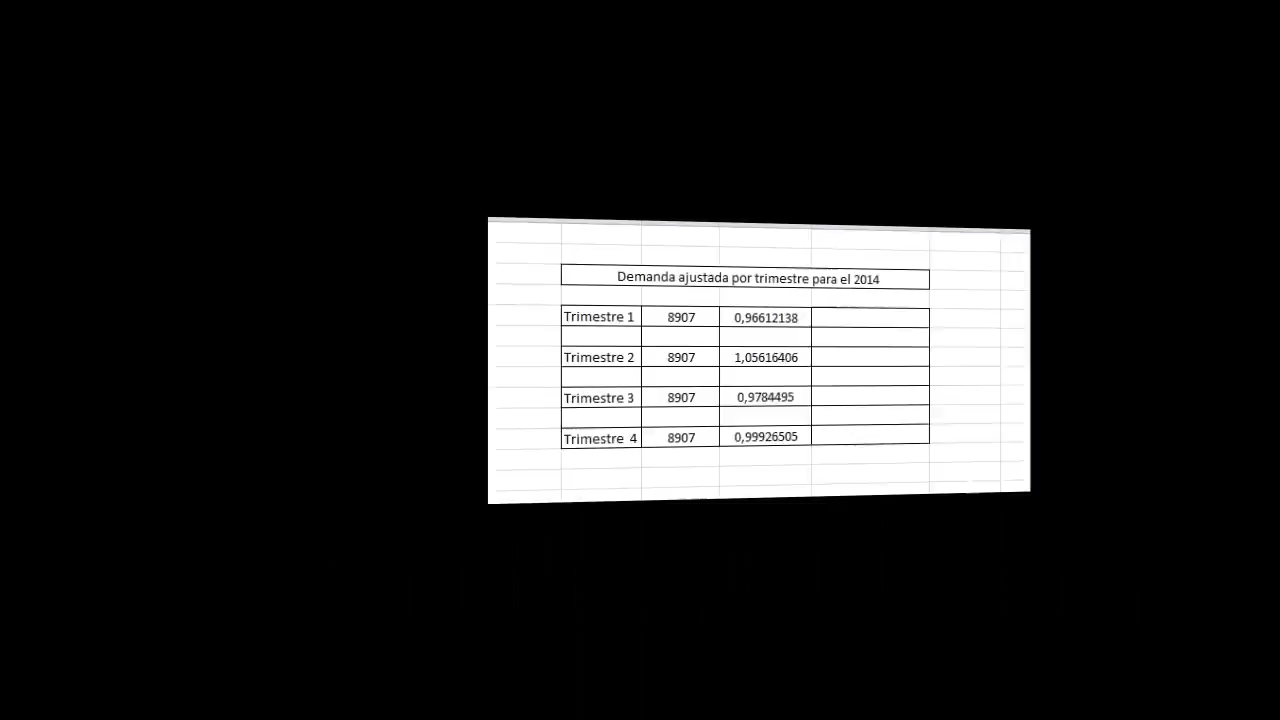 Demanda ajustada por trimestre para el 2014
Trimestre 1 8907 0,96612138
Trimestre 2 8907 1,05616406
Trimestre 3 8907 0,9784495
Trimestre 4 8907 0,99926505